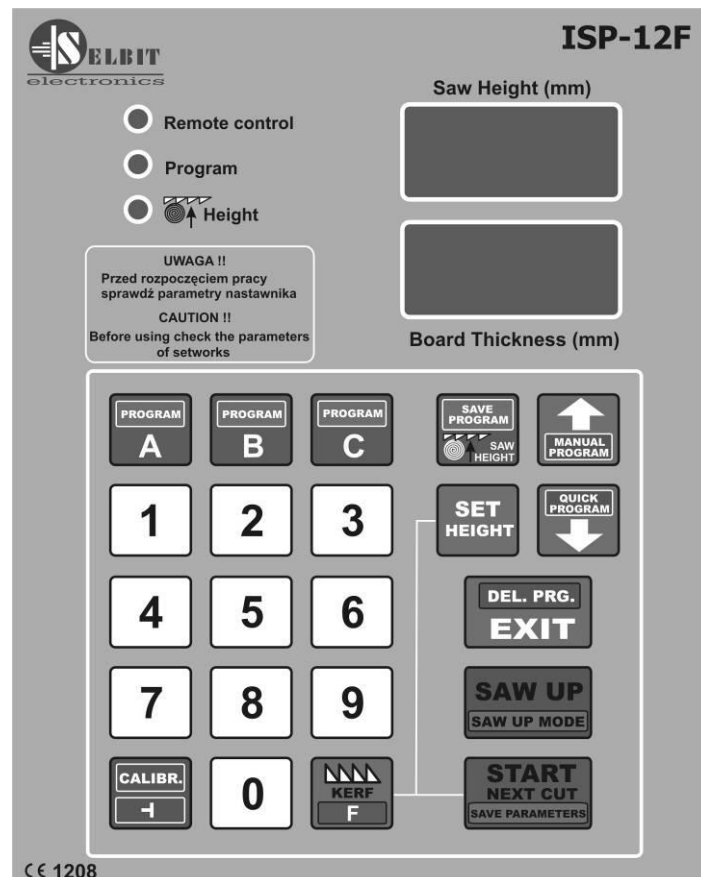 SELBIT
electronics
ISP-12F
Remote control
Program
Height
Saw Height (mm)
UWAGA !!
Przed rozpoczęciem pracy
sprawdź parametry nastawnika
CAUTION !!
Before using check the parameters
of setworks
Board Thickness (mm)
PROGRAM
A
PROGRAM
B
PROGRAM
C
SAVE
PROGRAM
SAW
HEIGHT
MANUAL
PROGRAM
1
2
3
SET
HEIGHT
QUICK
PROGRAM
4
5
6
DEL. PRG.
EXIT
7
8
9
SAW UP
SAW UP MODE
CALIBR.
0
KERF
F
START
NEXT CUT
SAVE PARAMETERS
CE 1208